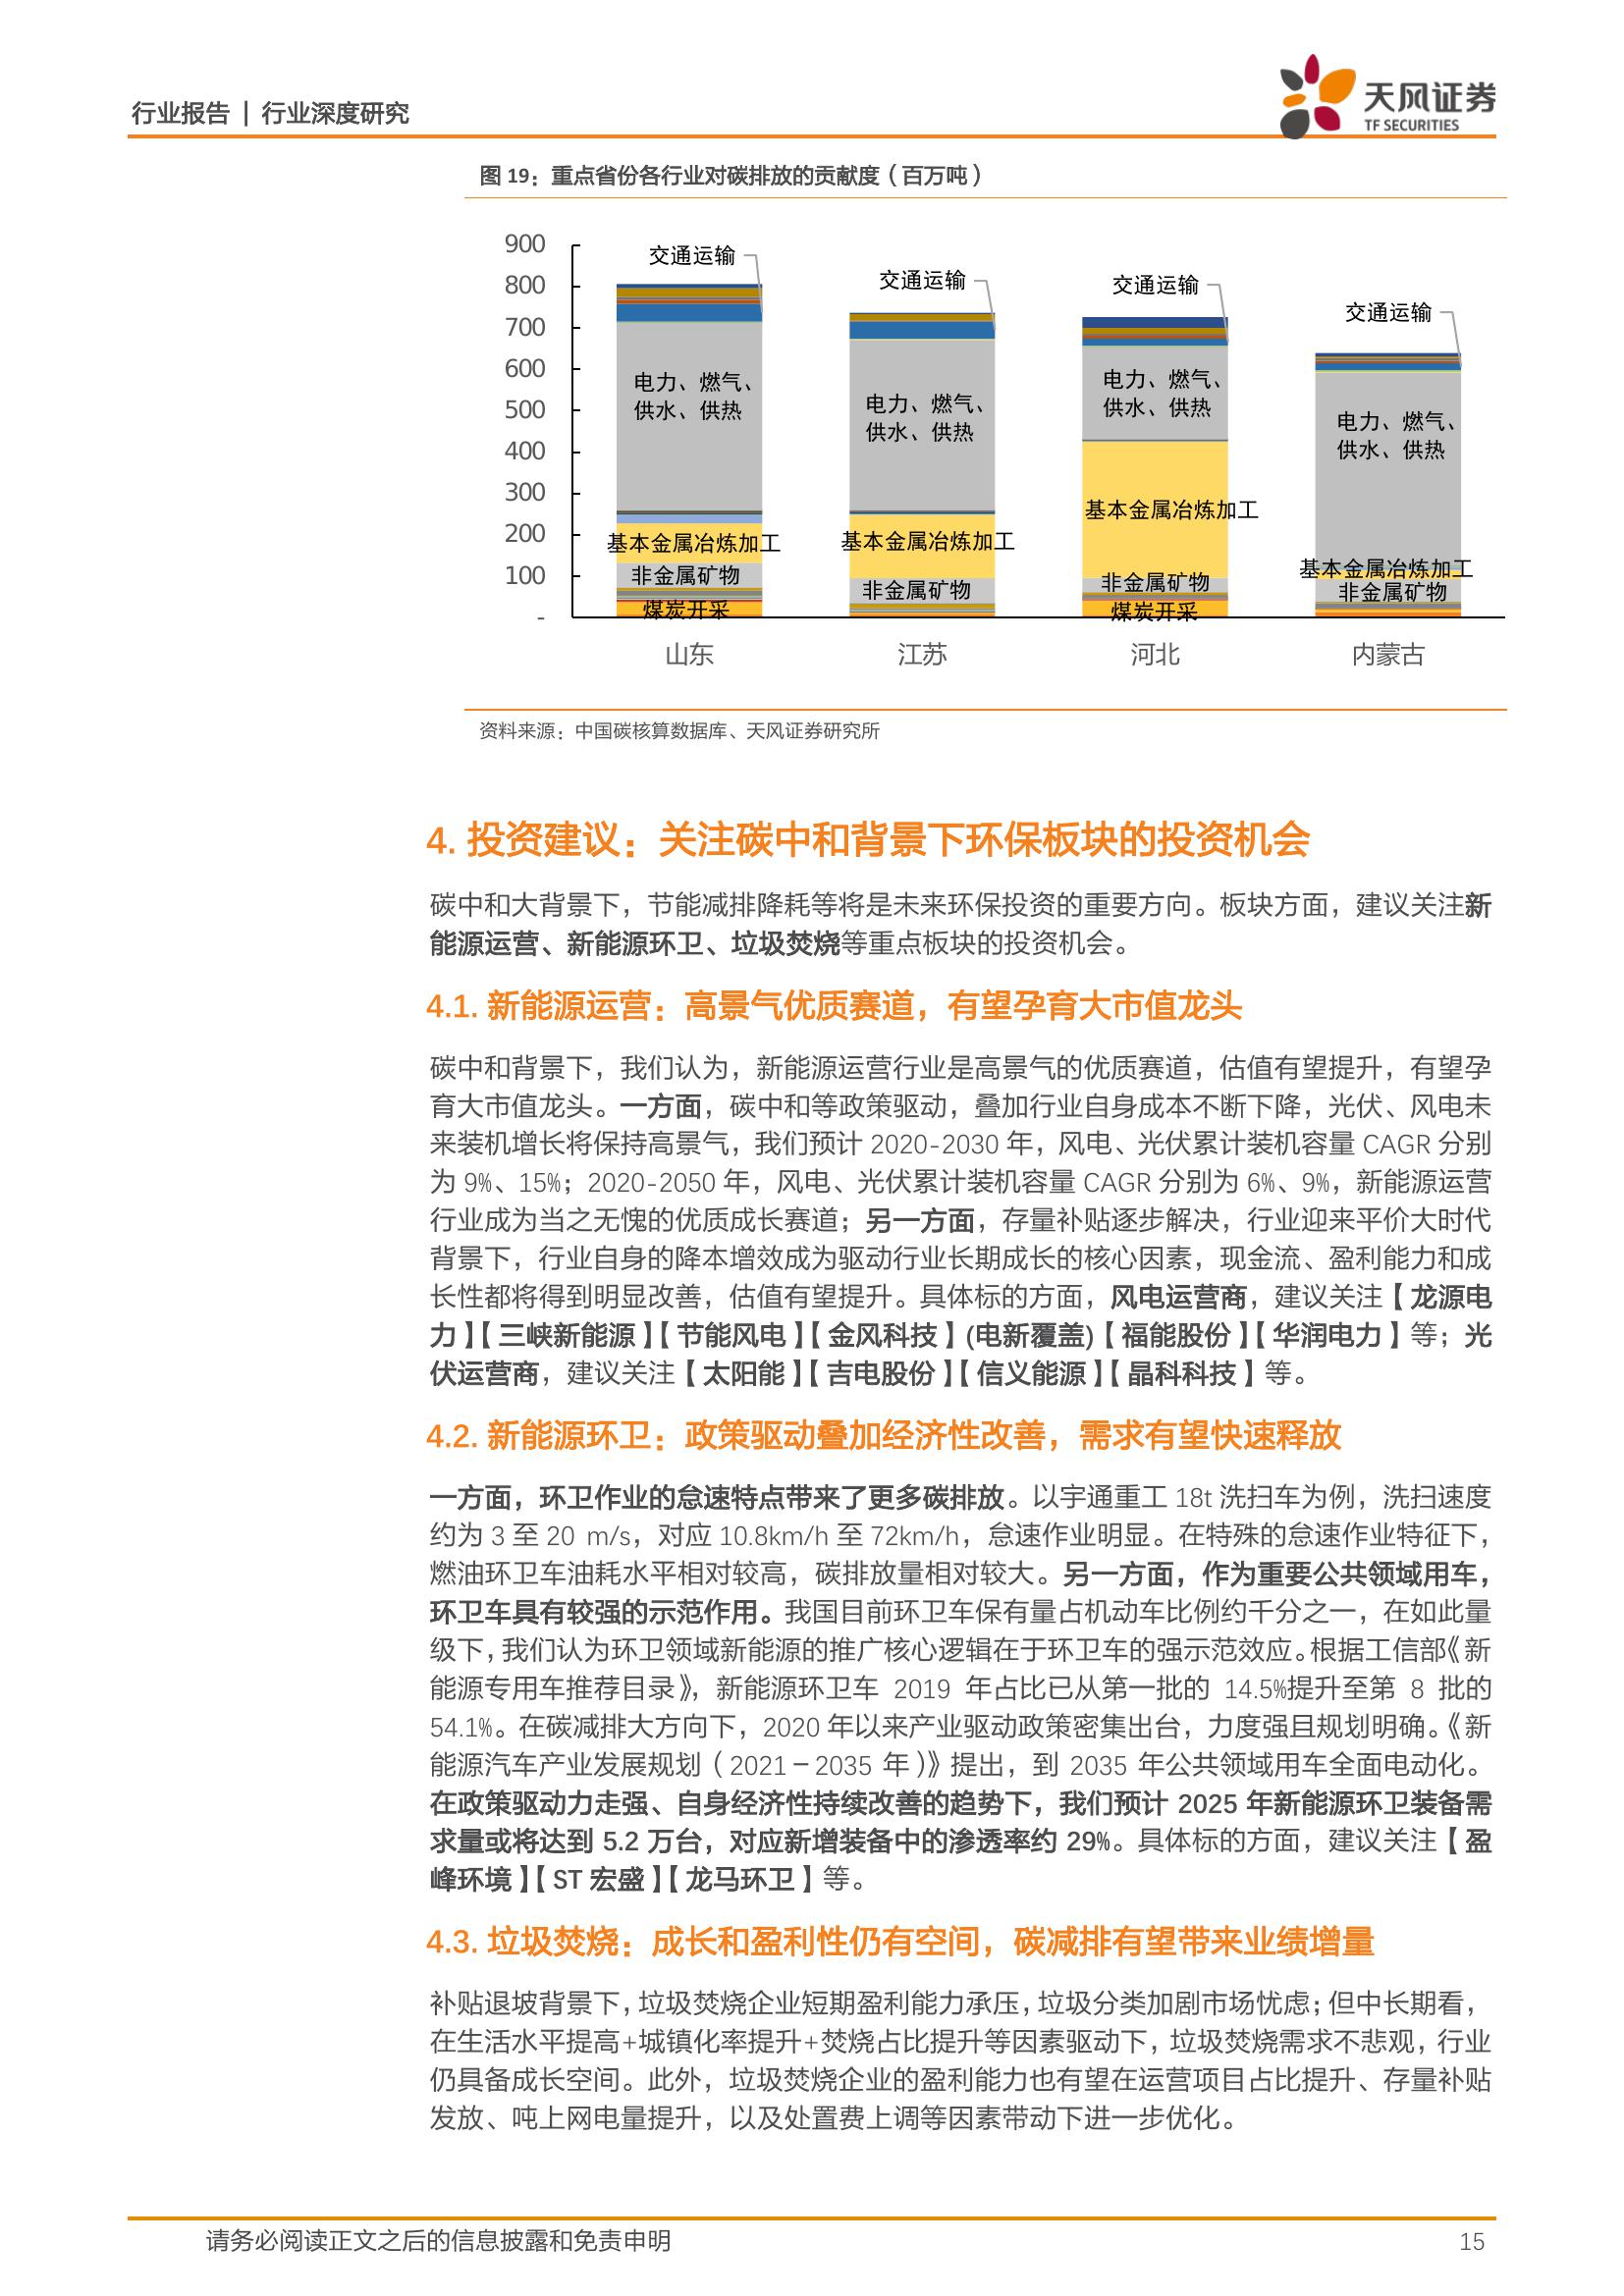 行业报告 | 行业深度研究
天风证券
TF SECURITIES
图 19：重点省份各行业对碳排放的贡献度（百万吨）
900
800
700
600
500
400
300
200
100
-
交通运输
电力、燃气、
供水、供热
基本金属冶炼加工
非金属矿物
煤炭开采
交通运输
电力、燃气、
供水、供热
基本金属冶炼加工
非金属矿物
交通运输
电力、燃气、
供水、供热
基本金属冶炼加工
非金属矿物
煤炭开采
交通运输
电力、燃气、
供水、供热
基本金属冶炼加工
非金属矿物
山东 江苏 河北 内蒙古
资料来源：中国碳核算数据库、天风证券研究所
4. 投资建议：关注碳中和背景下环保板块的投资机会
碳中和大背景下，节能减排降耗等将是未来环保投资的重要方向。板块方面，建议关注新
能源运营、新能源环卫、垃圾焚烧等重点板块的投资机会。
4.1. 新能源运营：高景气优质赛道，有望孕育大市值龙头
碳中和背景下，我们认为，新能源运营行业是高景气的优质赛道，估值有望提升，有望孕
育大市值龙头。一方面，碳中和等政策驱动，叠加行业自身成本不断下降，光伏、风电未
来装机增长将保持高景气，我们预计 2020-2030 年，风电、光伏累计装机容量 CAGR 分别
为 9%、15%；2020-2050 年，风电、光伏累计装机容量 CAGR 分别为 6%、9%，新能源运营
行业成为当之无愧的优质成长赛道；另一方面，存量补贴逐步解决，行业迎来平价大时代
背景下，行业自身的降本增效成为驱动行业长期成长的核心因素，现金流、盈利能力和成
长性都将得到明显改善，估值有望提升。具体标的方面，风电运营商，建议关注【龙源电
力】【三峡新能源】【节能风电】【金风科技】(电新覆盖)【福能股份】【华润电力】等；光
伏运营商，建议关注【太阳能】【吉电股份】【信义能源】【晶科科技】等。
4.2. 新能源环卫：政策驱动叠加经济性改善，需求有望快速释放
一方面，环卫作业的怠速特点带来了更多碳排放。以宇通重工 18t 洗扫车为例，洗扫速度
约为 3 至 20 m/s，对应 10.8km/h 至 72km/h，怠速作业明显。在特殊的怠速作业特征下，
燃油环卫车油耗水平相对较高，碳排放量相对较大。另一方面，作为重要公共领域用车，
环卫车具有较强的示范作用。我国目前环卫车保有量占机动车比例约千分之一，在如此量
级下，我们认为环卫领域新能源的推广核心逻辑在于环卫车的强示范效应。根据工信部《新
能源专用车推荐目录》，新能源环卫车 2019 年占比已从第一批的 14.5%提升至第 8 批的
54.1%。在碳减排大方向下，2020 年以来产业驱动政策密集出台，力度强且规划明确。《新
能源汽车产业发展规划（2021－2035 年）》提出，到 2035 年公共领域用车全面电动化。
在政策驱动力走强、自身经济性持续改善的趋势下，我们预计 2025 年新能源环卫装备需
求量或将达到 5.2 万台，对应新增装备中的渗透率约 29%。具体标的方面，建议关注【盈
峰环境】【ST 宏盛】【龙马环卫】等。
4.3. 垃圾焚烧：成长和盈利性仍有空间，碳减排有望带来业绩增量
补贴退坡背景下，垃圾焚烧企业短期盈利能力承压，垃圾分类加剧市场忧虑；但中长期看，
在生活水平提高+城镇化率提升+焚烧占比提升等因素驱动下，垃圾焚烧需求不悲观，行业
仍具备成长空间。此外，垃圾焚烧企业的盈利能力也有望在运营项目占比提升、存量补贴
发放、吨上网电量提升，以及处置费上调等因素带动下进一步优化。
请务必阅读正文之后的信息披露和免责申明 15